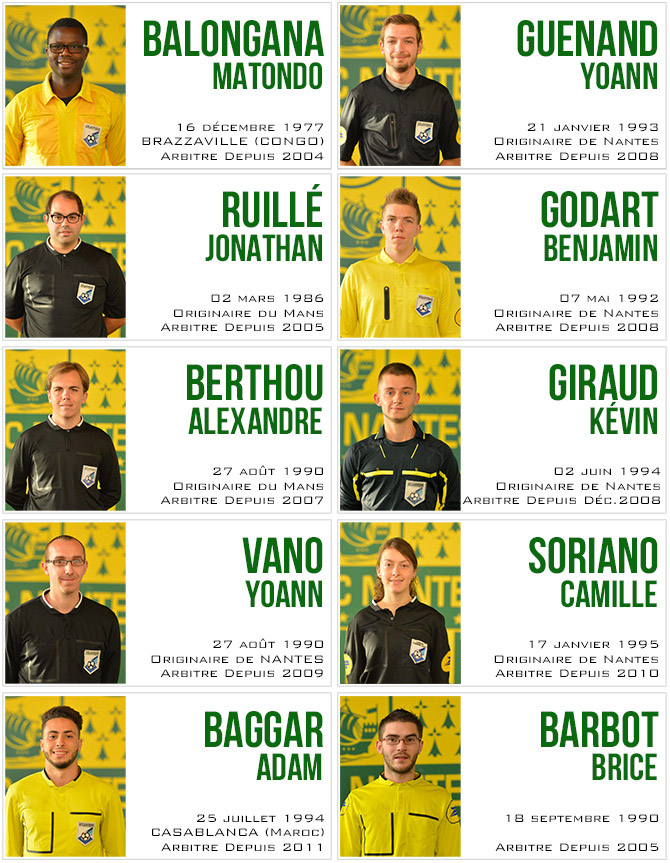 BALONGANA
MATONDO
16 décembre 1977
BRAZZAVILLE (CONGO)
Arbitre Depuis 2004
GUENAND
YOANN
21 janvier 1993
Originaire de Nantes
Arbitre Depuis 2008
RUILLÉ
JONATHAN
02 mars 1986
Originaire du Mans
Arbitre Depuis 2005
GODART
BENJAMIN
07 mai 1992
Originaire de Nantes
Arbitre Depuis 2008
BERTHOU
ALEXANDRE
27 août 1990
Originaire du Mans
Arbitre Depuis 2007
GIRAUD
KÉVIN
02 juin 1994
Originaire de Nantes
Arbitre Depuis Déc.2008
VANO
YOANN
27 août 1990
Originaire de NANTES
Arbitre Depuis 2009
SORIANO
CAMILLE
17 janvier 1995
Originaire de Nantes
Arbitre Depuis 2010
BAGGAR
ADAM
25 juillet 1994
CASABLANCA (Maroc)
Arbitre Depuis 2011
BARBOT
BRICE
18 septembre 1990
Arbitre Depuis 2005